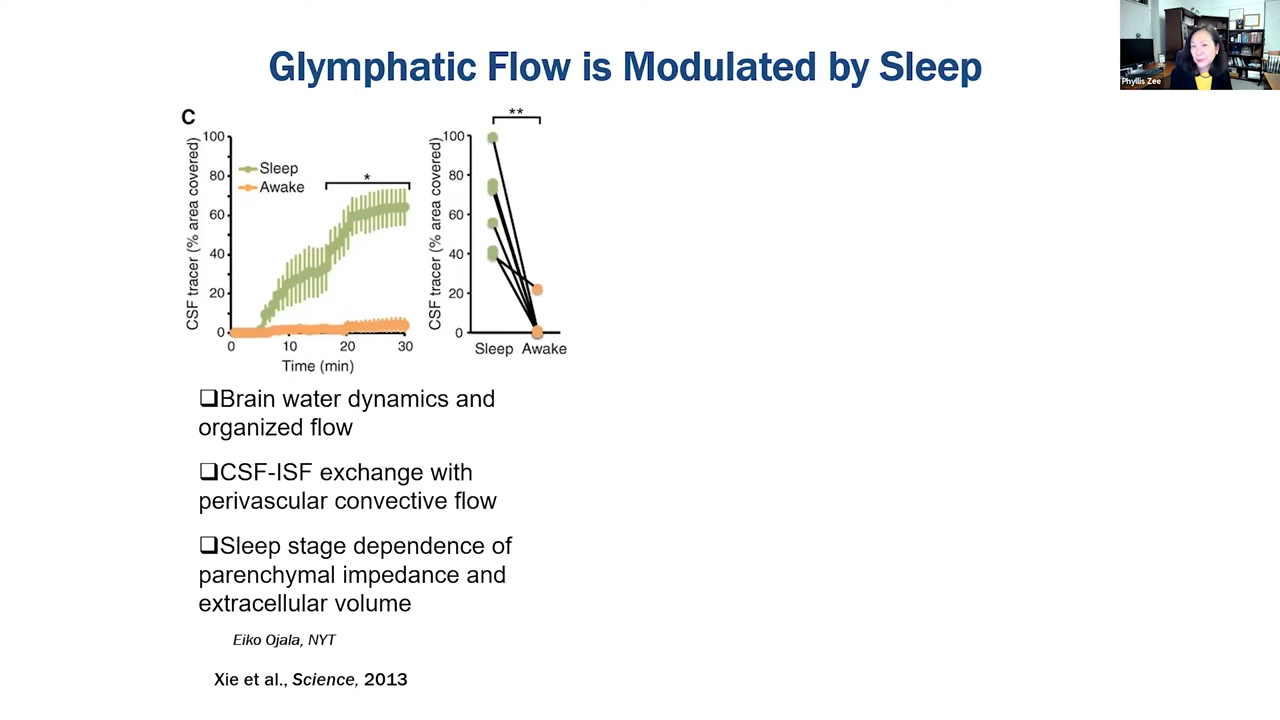 Glymphatic Flow is Modulated by Sleep
Phyllis Zee
C
CSF tracer (% area covered)
100
80
60
40
20
0
Sleep
Awake
*
0
10
20
30
Time (min)
CSF tracer (% area covered)
100
80
60
40
20
0
**
Sleep Awake
❑Brain water dynamics and
organized flow
❑CSF-ISF exchange with
perivascular convective flow
❑Sleep stage dependence of
parenchymal impedance and
extracellular volume
Eiko Ojala, NYT
Xie et al., Science, 2013